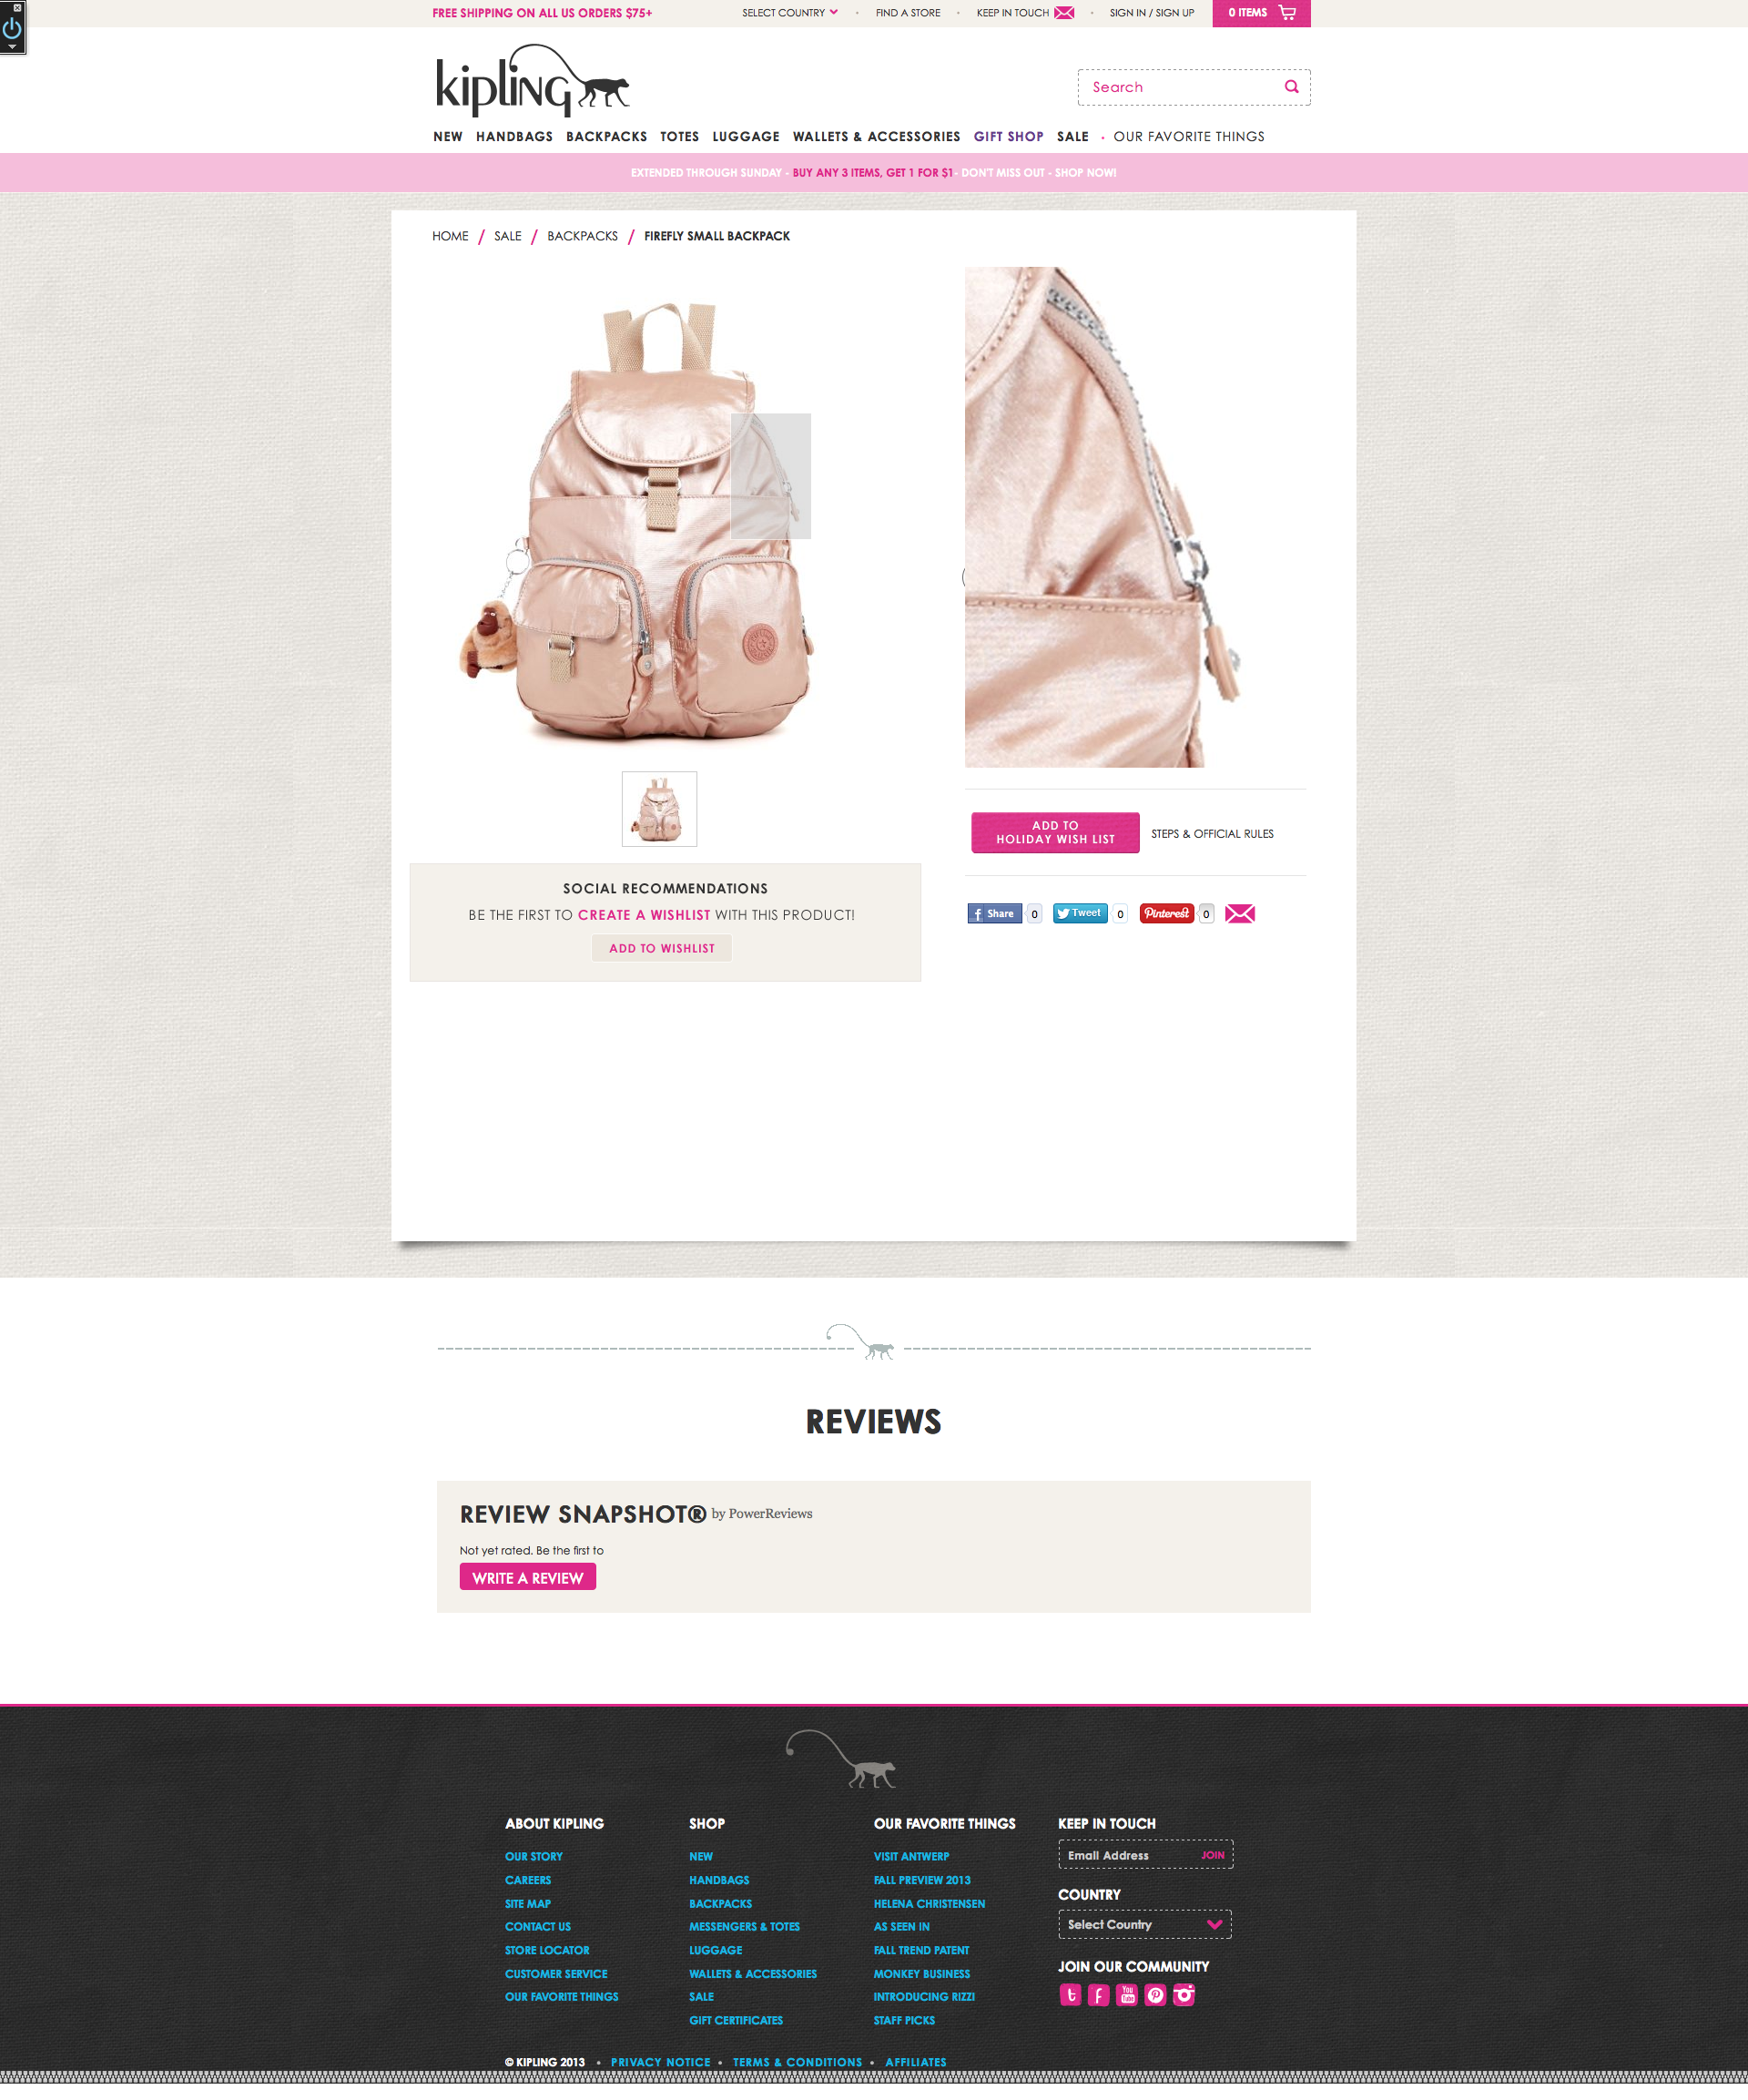 FREE SHIPPING ON ALL US ORDERS $75+
SELECT COUNTRY • FIND A STORE • KEEP IN TOUCH • SIGN IN / SIGN UP
0 ITEMS
kipling
Search
NEW HANDBAGS BACKPACKS TOTES LUGGAGE WALLETS & ACCESSORIES GIFT SHOP SALE • OUR FAVORITE THINGS
EXTENDED THROUGH SUNDAY - BUY ANY 3 ITEMS, GET 1 FOR $1- DON'T MISS OUT - SHOP NOW!
HOME / SALE / BACKPACKS / FIREFLY SMALL BACKPACK
ADD TO
HOLIDAY WISH LIST
STEPS & OFFICIAL RULES
SOCIAL RECOMMENDATIONS
BE THE FIRST TO CREATE A WISHLIST WITH THIS PRODUCT!
ADD TO WISHLIST
Share 0 Tweet 0 Pinterest 0
REVIEWS
REVIEW SNAPSHOT® by PowerReviews
Not yet rated. Be the first to
WRITE A REVIEW
ABOUT KIPLING
OUR STORY
CAREERS
SITE MAP
CONTACT US
STORE LOCATOR
CUSTOMER SERVICE
OUR FAVORITE THINGS
SHOP
NEW
HANDBAGS
BACKPACKS
MESSENGERS & TOTES
LUGGAGE
WALLETS & ACCESSORIES
SALE
GIFT CERTIFICATES
OUR FAVORITE THINGS
VISIT ANTWERP
FALL PREVIEW 2013
HELENA CHRISTENSEN
AS SEEN IN
FALL TREND PATENT
MONKEY BUSINESS
INTRODUCING RIZZI
STAFF PICKS
KEEP IN TOUCH
Email Address JOIN
COUNTRY
Select Country
JOIN OUR COMMUNITY
You Tube
© KIPLING 2013 • PRIVACY NOTICE • TERMS & CONDITIONS • AFFILIATES